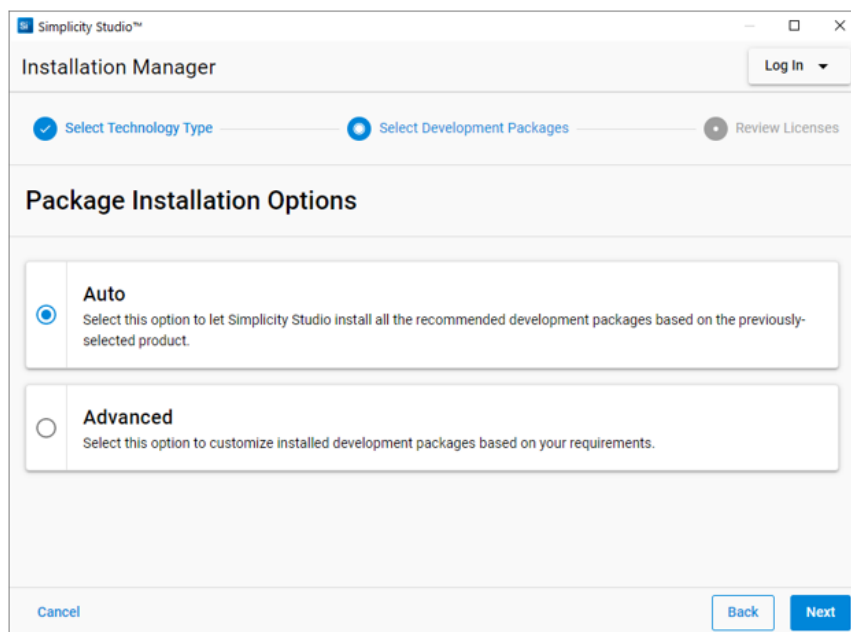 Simplicity Studio™
Installation Manager
Log In
Select Technology Type
Select Development Packages
Review Licenses
Package Installation Options
Auto
Select this option to let Simplicity Studio install all the recommended development packages based on the previously-
selected product.
Advanced
Select this option to customize installed development packages based on your requirements.
Cancel
Back
Next